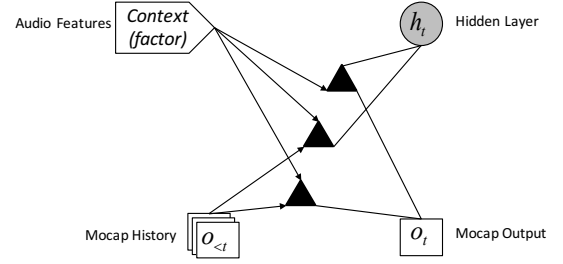 Audio Features
Context
(factor)
h_t
Hidden Layer
Mocap History
o_{<t}
o_t
Mocap Output